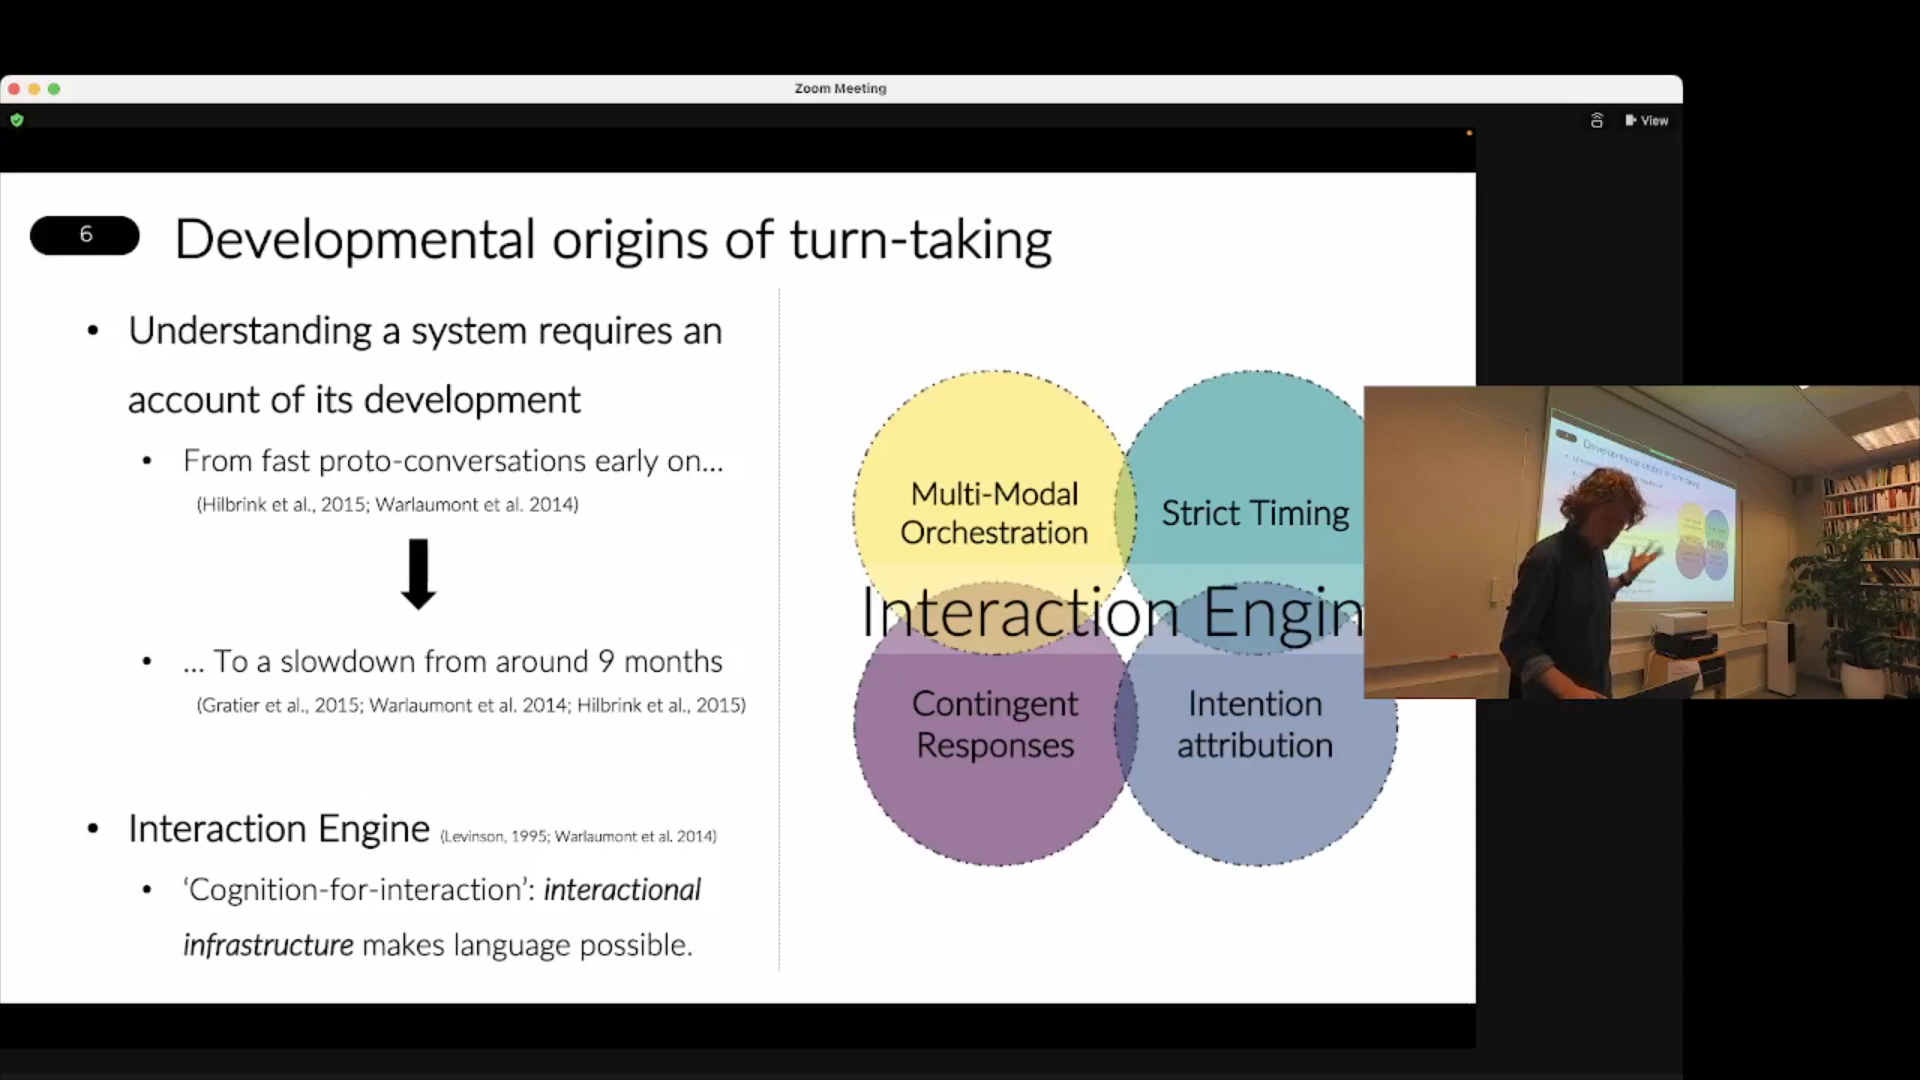 Zoom Meeting
View
6
Developmental origins of turn-taking
• Understanding a system requires an
account of its development
• From fast proto-conversations early on...
(Hilbrink et al., 2015; Warlaumont et al. 2014)
• ... To a slowdown from around 9 months
(Gratier et al., 2015; Warlaumont et al. 2014; Hilbrink et al., 2015)
• Interaction Engine (Levinson, 1995; Warlaumont et al. 2014)
• ‘Cognition-for-interaction’: interactional
infrastructure makes language possible.
Multi-Modal
Orchestration
Strict Timing
Interaction Engin
Contingent
Responses
Intention
attribution